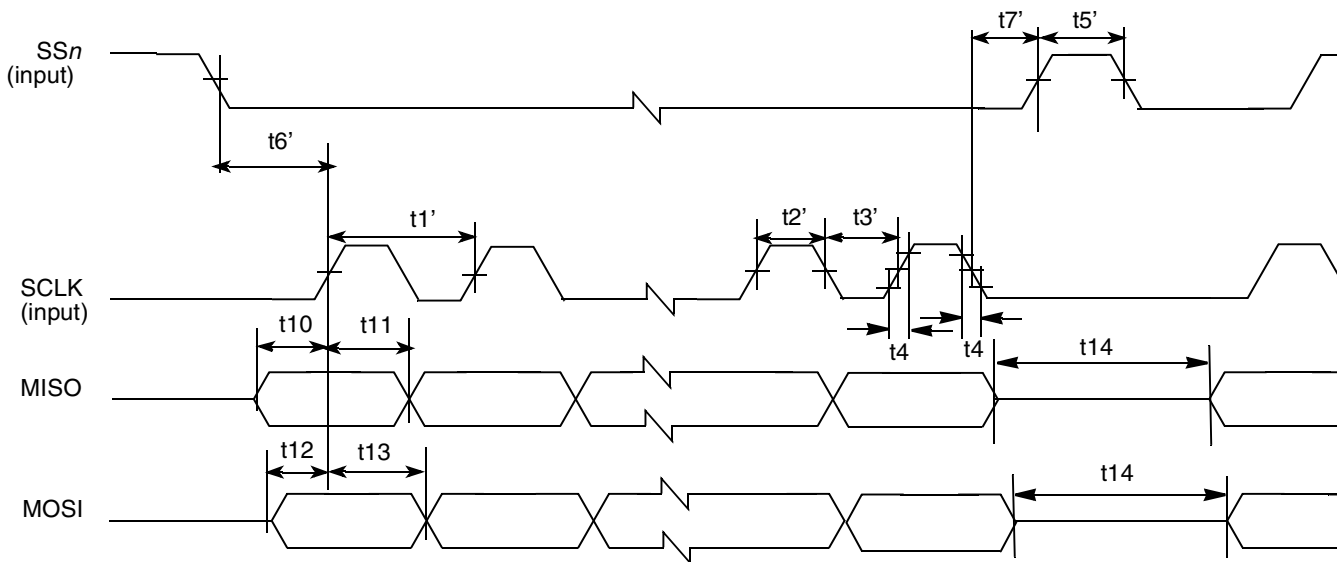 t7’ t5’
SSn
(input)
t6’
t1’ t2’ t3’
SCLK
(input)
t10 t11 t4 t4 t14
MISO
t12 t13 t14
MOSI